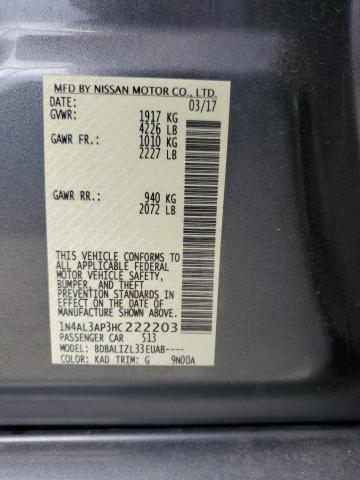 MFD BY NISSAN MOTOR CO., LTD.
DATE: 03/17
GVWR: 1917 KG
4226 LB
GAWR FR.: 1010 KG
2227 LB
GAWR RR.: 940 KG
2072 LB
THIS VEHICLE CONFORMS TO
ALL APPLICABLE FEDERAL
MOTOR VEHICLE SAFETY,
BUMPER, AND THEFT
PREVENTION STANDARDS
IN EFFECT ON THE DATE OF
MANUFACTURE SHOWN ABOVE.
1N4AL3AP3HC222203
PASSENGER CAR 513
MODEL: BDBALIZL33EUAB----
COLOR: KAD TRIM: G 9N00A